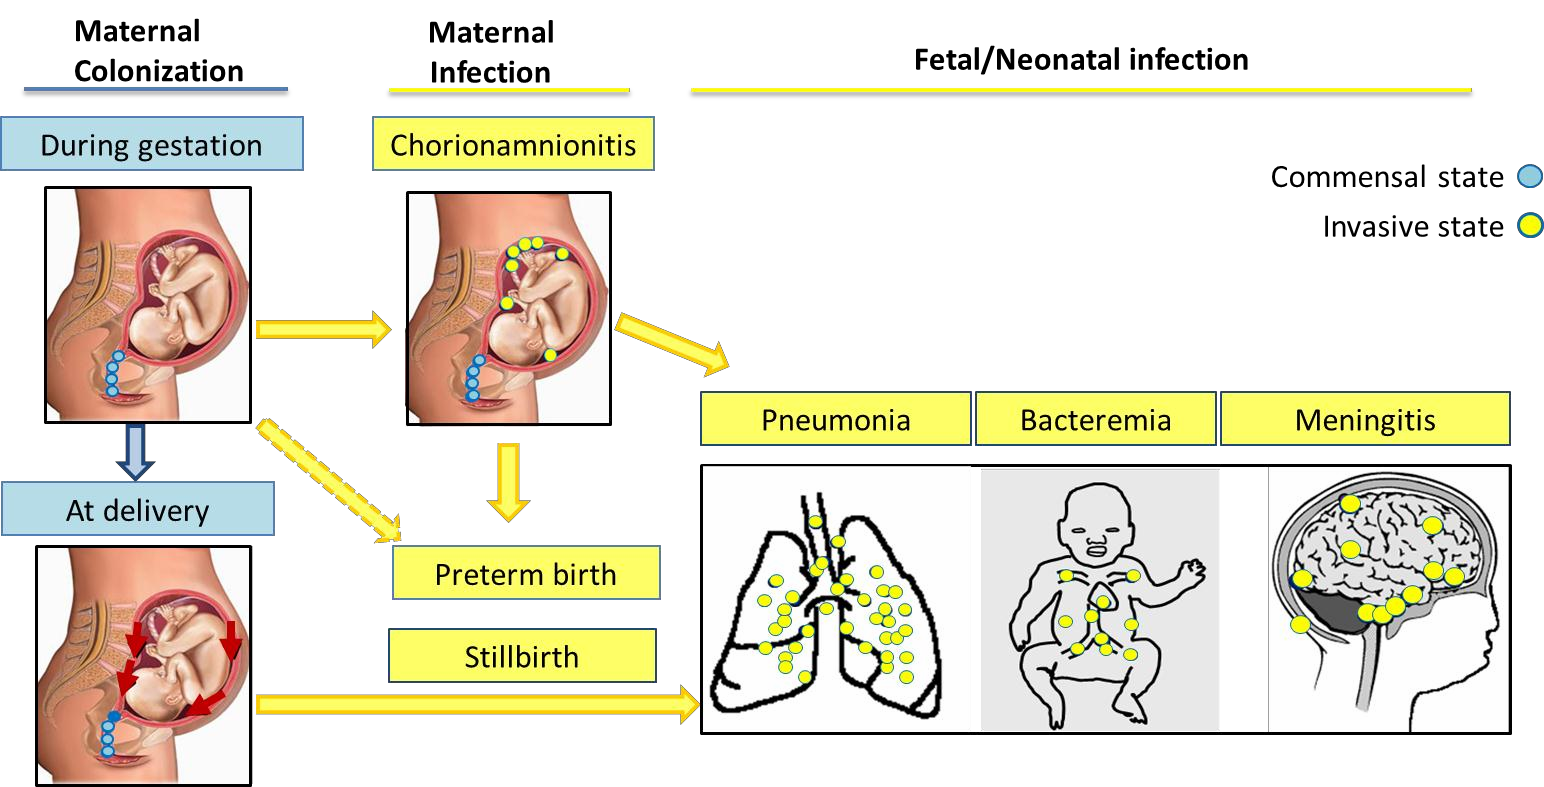 Maternal
Colonization
Maternal
Infection
Fetal/Neonatal infection
During gestation
Chorionamnionitis
Commensal state
Invasive state
Pneumonia
Bacteremia
Meningitis
At delivery
Preterm birth
Stillbirth